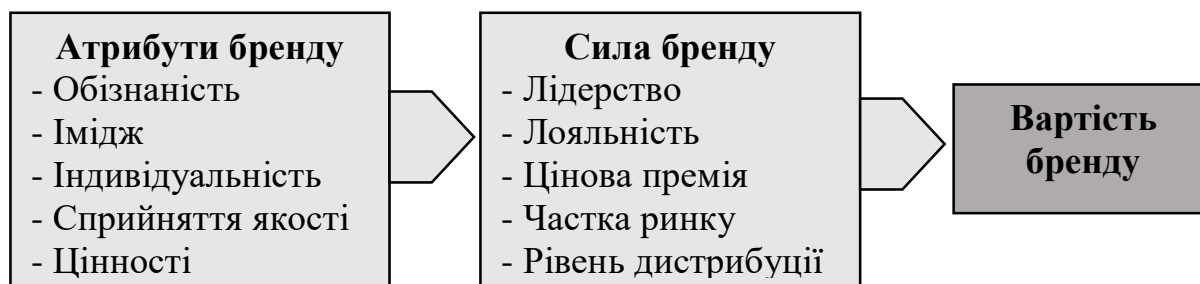 Атрибути бренду
- Обізнаність
- Імідж
- Індивідуальність
- Сприйняття якості
- Цінності
Сила бренду
- Лідерство
- Лояльність
- Цінова премія
- Частка ринку
- Рівень дистрибуції
Вартість
бренду